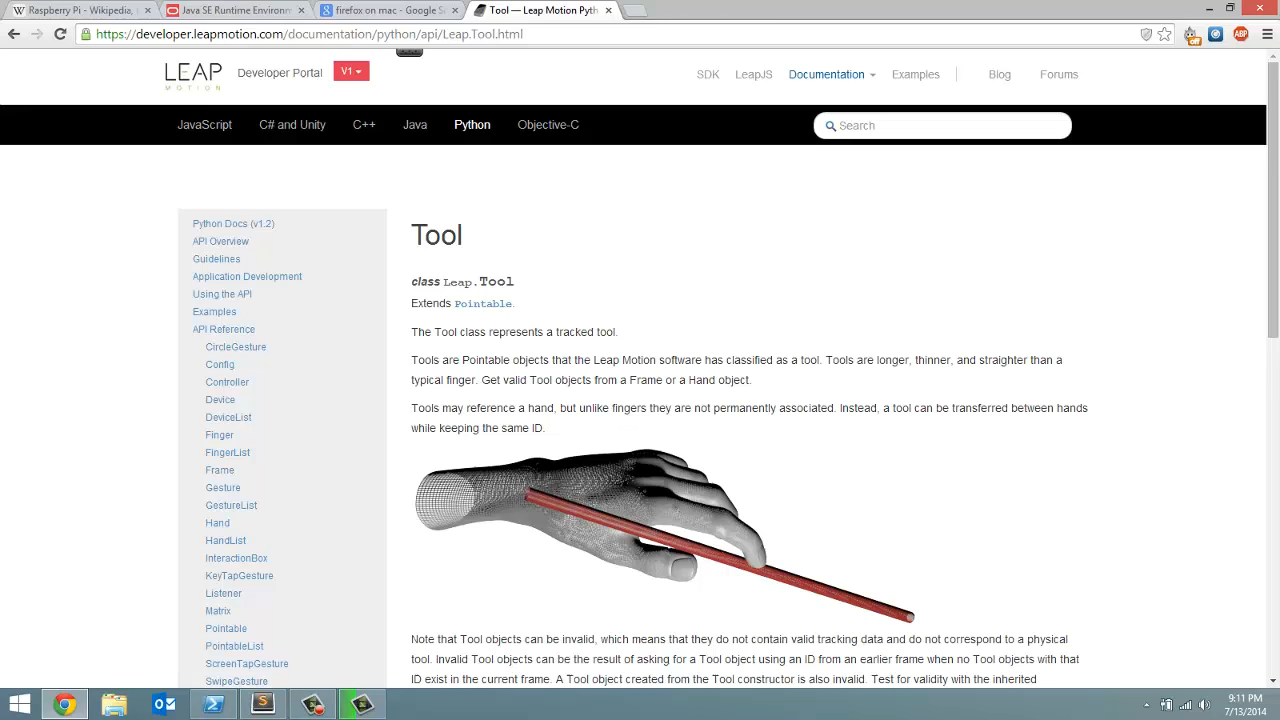 Raspberry Pi - Wikipedia,
Java SE Runtime Environm
firefox on mac - Google S
Tool — Leap Motion Pyth
https://developer.leapmotion.com/documentation/python/api/Leap.Tool.html
off
ABP
LEAP
MOTION
Developer Portal
V1
SDK
LeapJS
Documentation
Examples
Blog
Forums
JavaScript
C# and Unity
C++
Java
Python
Objective-C
Search
Python Docs (v1.2)
API Overview
Guidelines
Application Development
Using the API
Examples
API Reference
CircleGesture
Config
Controller
Device
DeviceList
Finger
FingerList
Frame
Gesture
GestureList
Hand
HandList
InteractionBox
KeyTapGesture
Listener
Matrix
Pointable
PointableList
ScreenTapGesture
SwipeGesture
Tool
class Leap.Tool
Extends Pointable.
The Tool class represents a tracked tool.
Tools are Pointable objects that the Leap Motion software has classified as a tool. Tools are longer, thinner, and straighter than a
typical finger. Get valid Tool objects from a Frame or a Hand object.
Tools may reference a hand, but unlike fingers they are not permanently associated. Instead, a tool can be transferred between hands
while keeping the same ID.
Note that Tool objects can be invalid, which means that they do not contain valid tracking data and do not correspond to a physical
tool. Invalid Tool objects can be the result of asking for a Tool object using an ID from an earlier frame when no Tool objects with that
ID exist in the current frame. A Tool object created from the Tool constructor is also invalid. Test for validity with the inherited
9:11 PM
7/13/2014